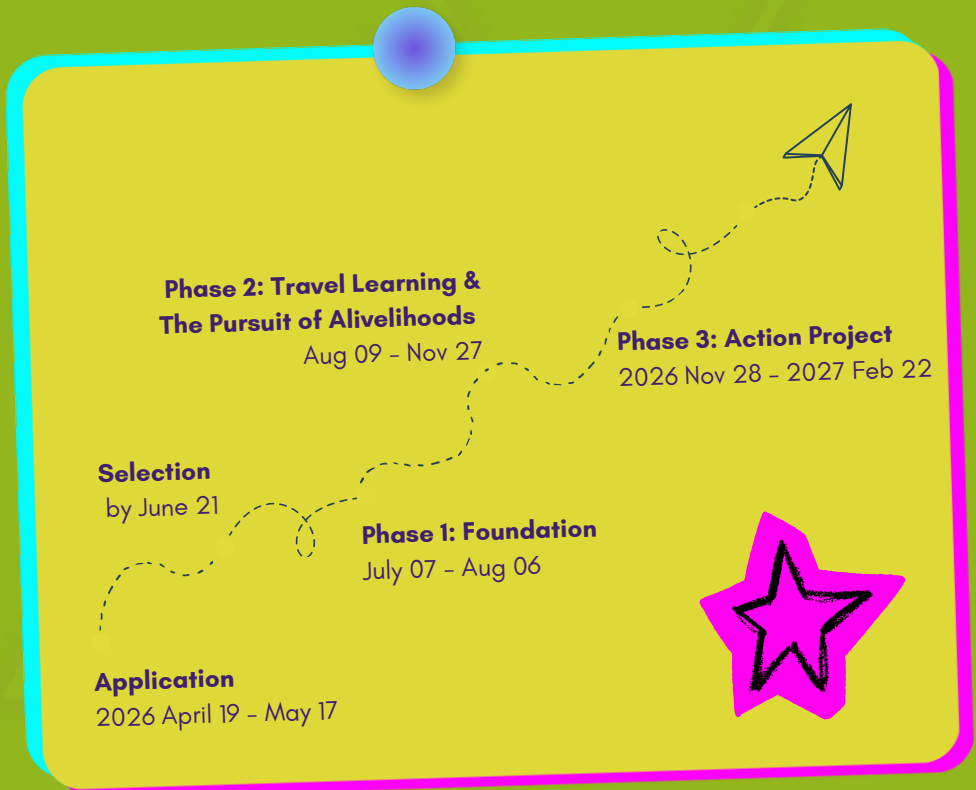 Phase 2: Travel Learning &
The Pursuit of Alivelihoods
Aug 09 - Nov 27
Phase 3: Action Project
2026 Nov 28 - 2027 Feb 22
Selection
by June 21
Phase 1: Foundation
July 07 - Aug 06
Application
2026 April 19 - May 17